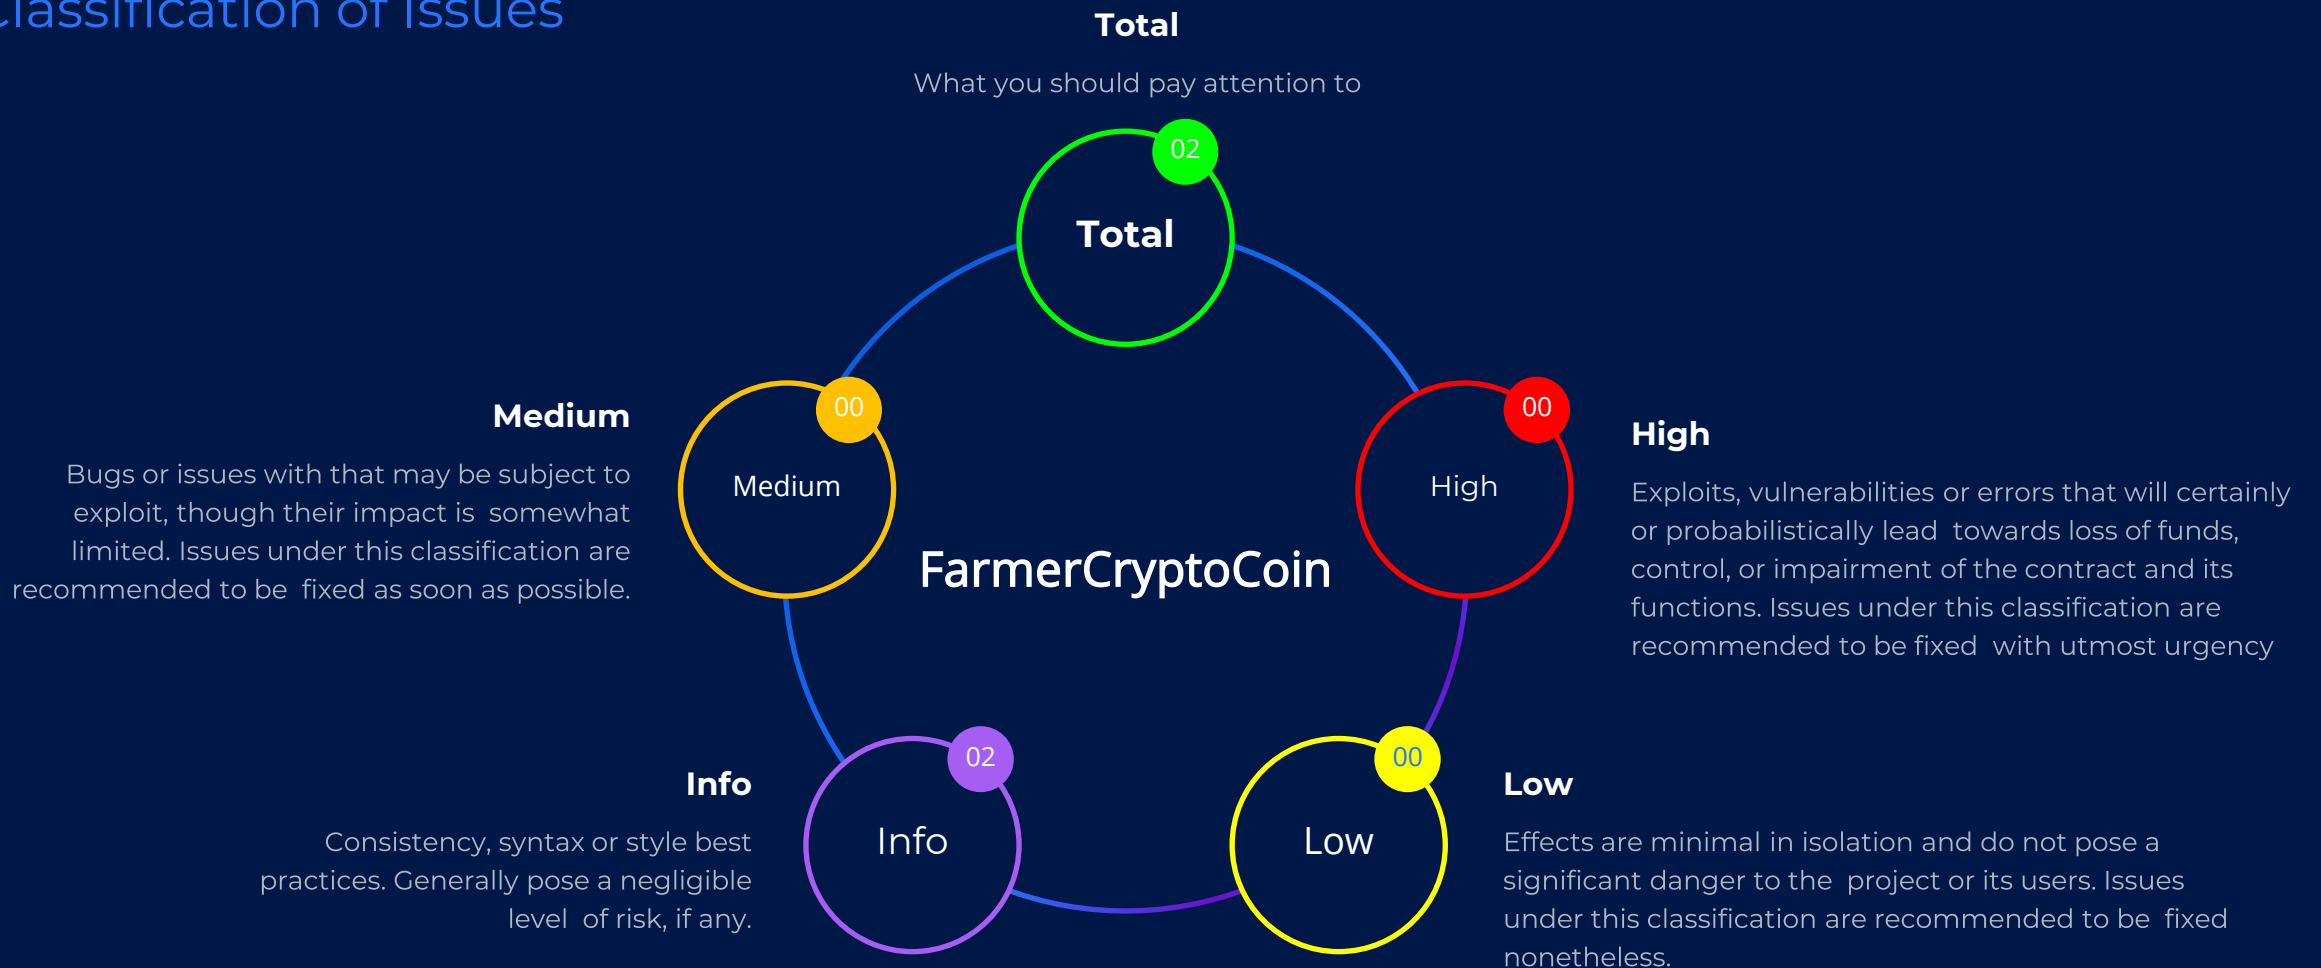 Classification of Issues
Total
What you should pay attention to
02
Total
Medium
Bugs or issues with that may be subject to
exploit, though their impact is  somewhat
limited. Issues under this classification are
recommended to be  fixed as soon as possible.
00
Medium
00
High
High
Exploits, vulnerabilities or errors that will certainly
or probabilistically lead  towards loss of funds,
control, or impairment of the contract and its
functions. Issues under this classification are
recommended to be fixed  with utmost urgency
FarmerCryptoCoin
Info
Consistency, syntax or style best
practices. Generally pose a negligible
level  of risk, if any.
02
Info
00
Low
Low
Effects are minimal in isolation and do not pose a
significant danger to the  project or its users. Issues
under this classification are recommended to be  fixed
nonetheless.